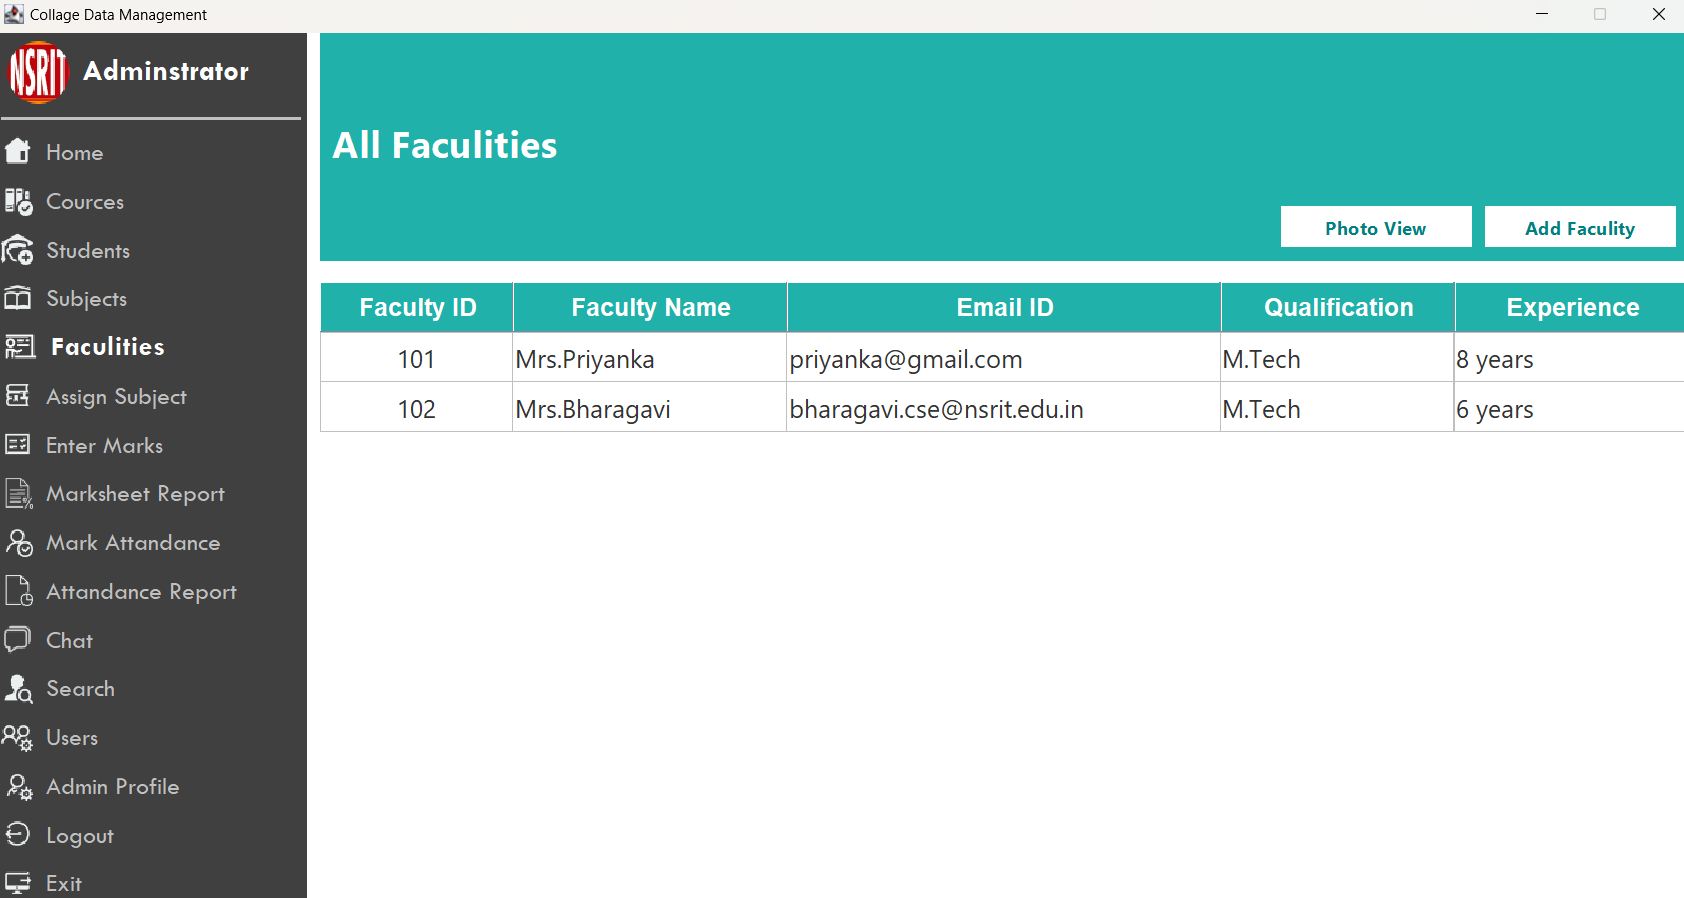 Collage Data Management
NSRIT
Adminstrator
Home
Cources
Students
Subjects
Faculities
Assign Subject
Enter Marks
Marksheet Report
Mark Attandance
Attandance Report
Chat
Search
Users
Admin Profile
Logout
Exit
All Faculities
Photo View Add Faculity
Faculty ID Faculty Name Email ID Qualification Experience
101 Mrs.Priyanka priyanka@gmail.com M.Tech 8 years
102 Mrs.Bharagavi bharagavi.cse@nsrit.edu.in M.Tech 6 years